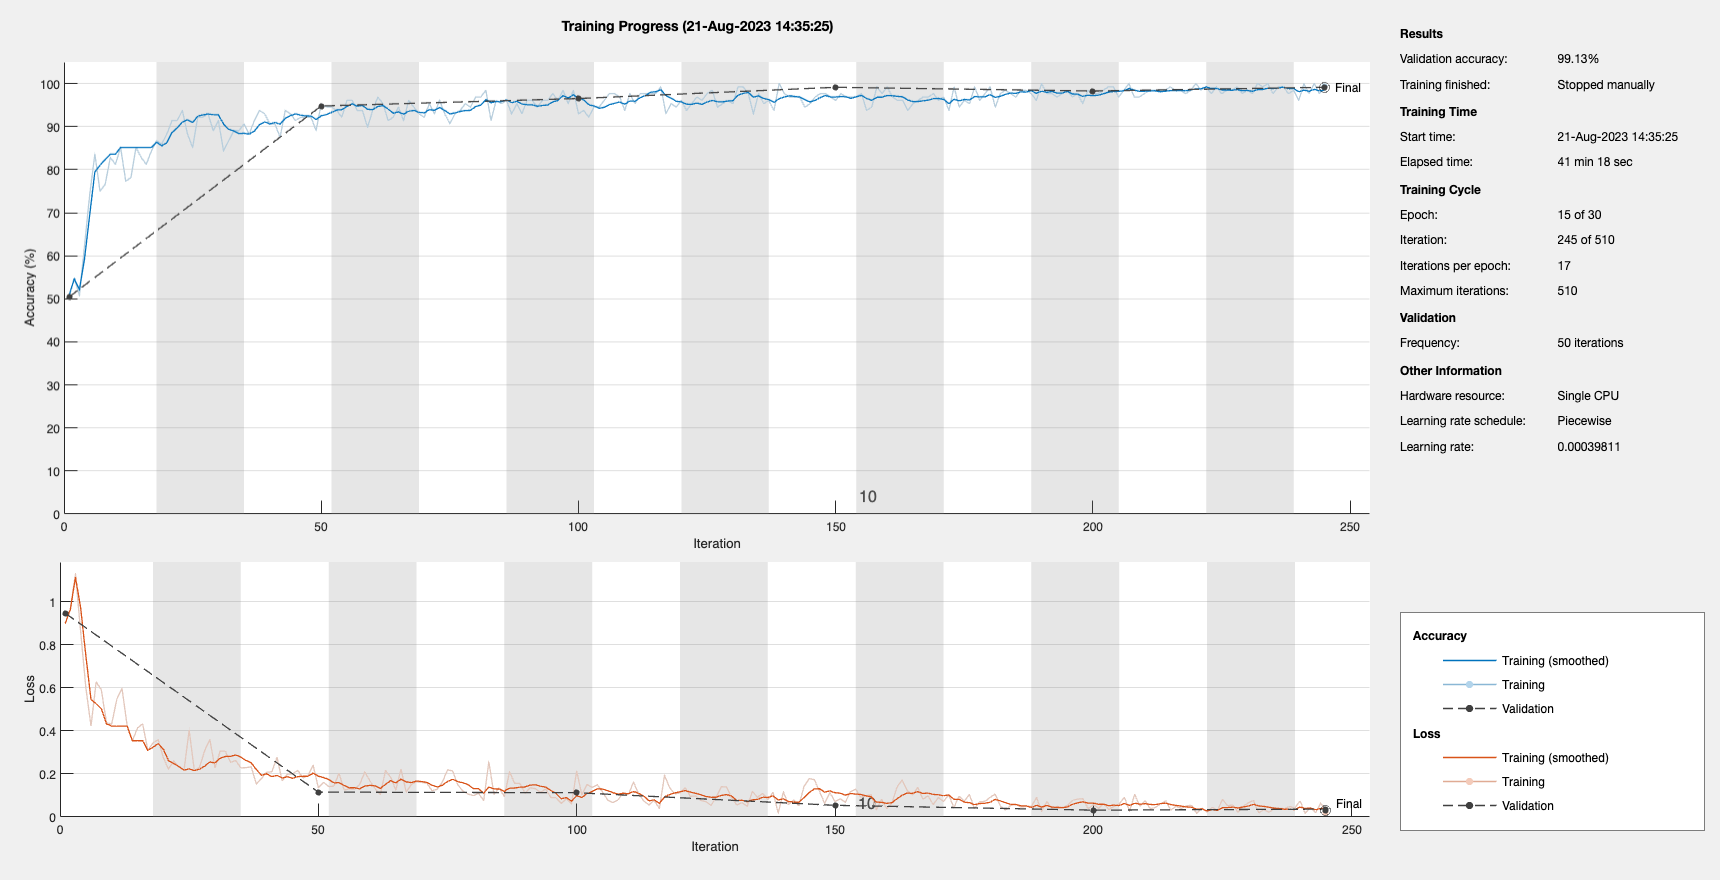 Training Progress (21-Aug-2023 14:35:25)
Accuracy (%)
100
90
80
70
60
50
40
30
20
10
0
Final
10
0 50 100 150 200 250
Iteration
Loss
1
0.8
0.6
0.4
0.2
0
10
Final
0 50 100 150 200 250
Iteration
Results
Validation accuracy: 99.13%
Training finished: Stopped manually
Training Time
Start time: 21-Aug-2023 14:35:25
Elapsed time: 41 min 18 sec
Training Cycle
Epoch: 15 of 30
Iteration: 245 of 510
Iterations per epoch: 17
Maximum iterations: 510
Validation
Frequency: 50 iterations
Other Information
Hardware resource: Single CPU
Learning rate schedule: Piecewise
Learning rate: 0.00039811
Accuracy
Training (smoothed)
Training
Validation
Loss
Training (smoothed)
Training
Validation